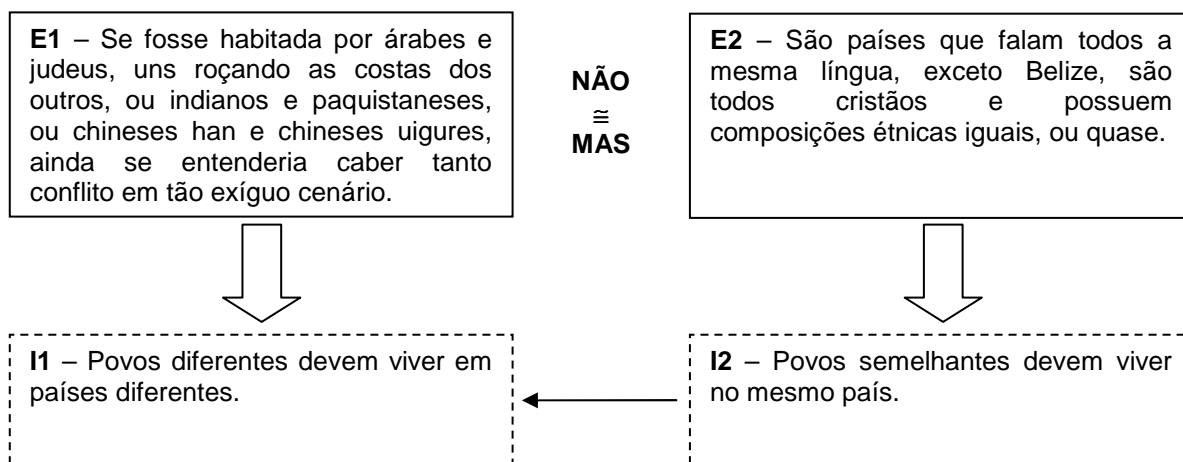 E1 – Se fosse habitada por árabes e
judeus, uns roçando as costas dos
outros, ou indianos e paquistaneses,
ou chineses han e chineses uigures,
ainda se entenderia caber tanto
conflito em tão exíguo cenário.
NÃO
≅
MAS
E2 – São países que falam todos a
mesma língua, exceto Belize, são
todos cristãos e possuem
composições étnicas iguais, ou quase.
I1 – Povos diferentes devem viver em
países diferentes.
I2 – Povos semelhantes devem viver
no mesmo país.